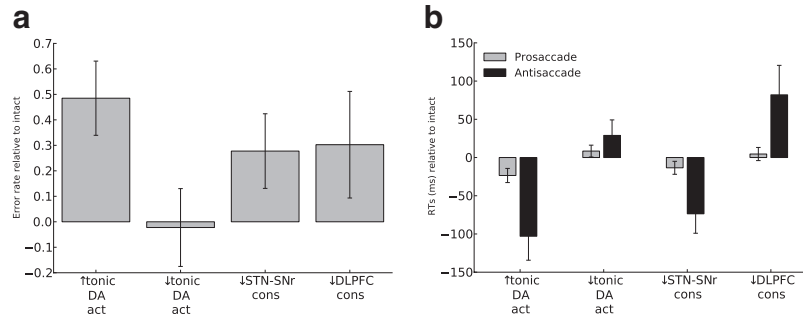 a
Error rate relative to intact
0.7
0.6
0.5
0.4
0.3
0.2
0.1
0.0
−0.1
−0.2
↑tonic
DA
act
↓tonic
DA
act
↓STN-SNr
cons
↓DLPFC
cons
b
RTs (ms) relative to intact
150
100
50
0
−50
−100
−150
Prosaccade
Antisaccade
↑tonic
DA
act
↓tonic
DA
act
↓STN-SNr
cons
↓DLPFC
cons